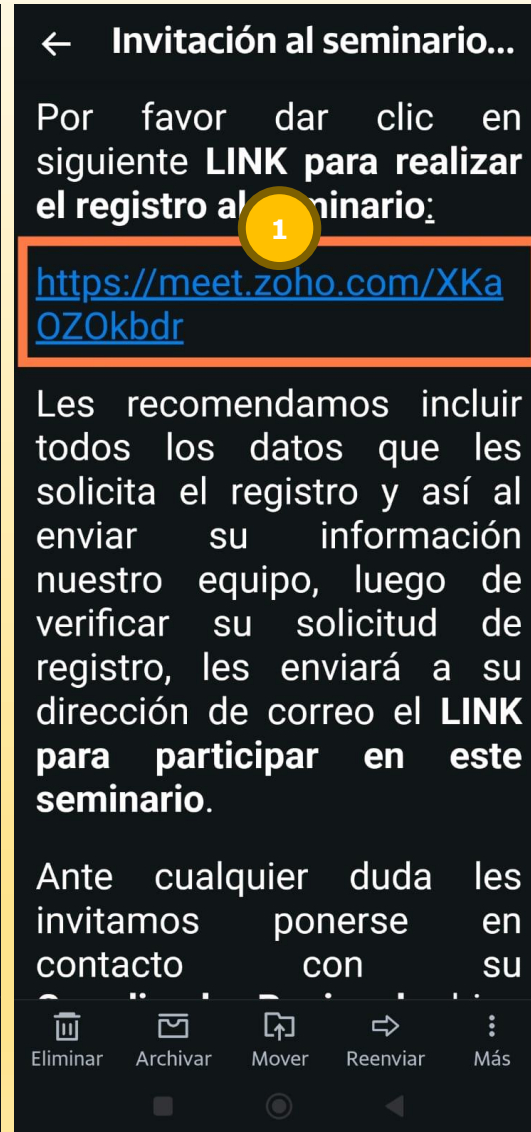 Invitación al seminario...
Por favor dar clic en
siguiente LINK para realizar
el registro al seminario:
1
https://meet.zoho.com/XKa
OZOkbdr
Les recomendamos incluir
todos los datos que les
solicita el registro y así al
enviar su información
nuestro equipo, luego de
verificar su solicitud de
registro, les enviará a su
dirección de correo el LINK
para participar en este
seminario.
Ante cualquier duda les
invitamos ponerse en
contacto con su
Eliminar Archivar Mover Reenviar Más